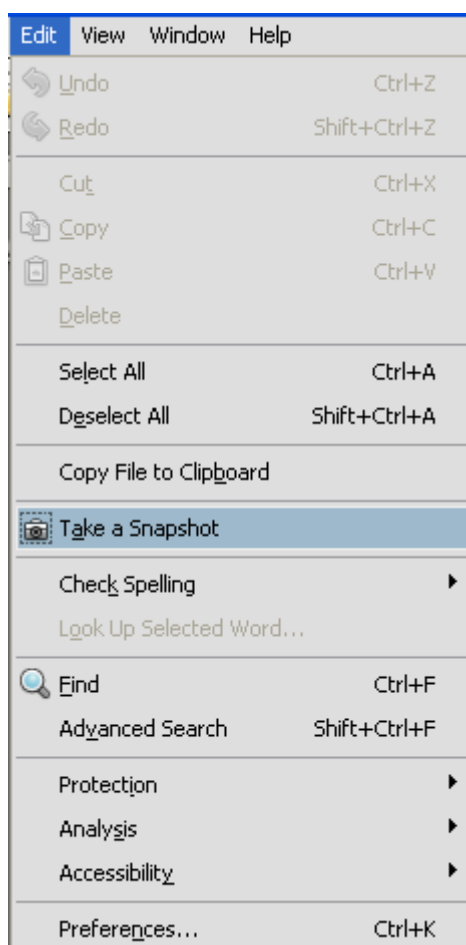 Edit View Window Help
Undo Ctrl+Z
Redo Shift+Ctrl+Z
Cut Ctrl+X
Copy Ctrl+C
Paste Ctrl+V
Delete
Select All Ctrl+A
Deselect All Shift+Ctrl+A
Copy File to Clipboard
Take a Snapshot
Check Spelling
Look Up Selected Word...
Find Ctrl+F
Advanced Search Shift+Ctrl+F
Protection
Analysis
Accessibility
Preferences... Ctrl+K